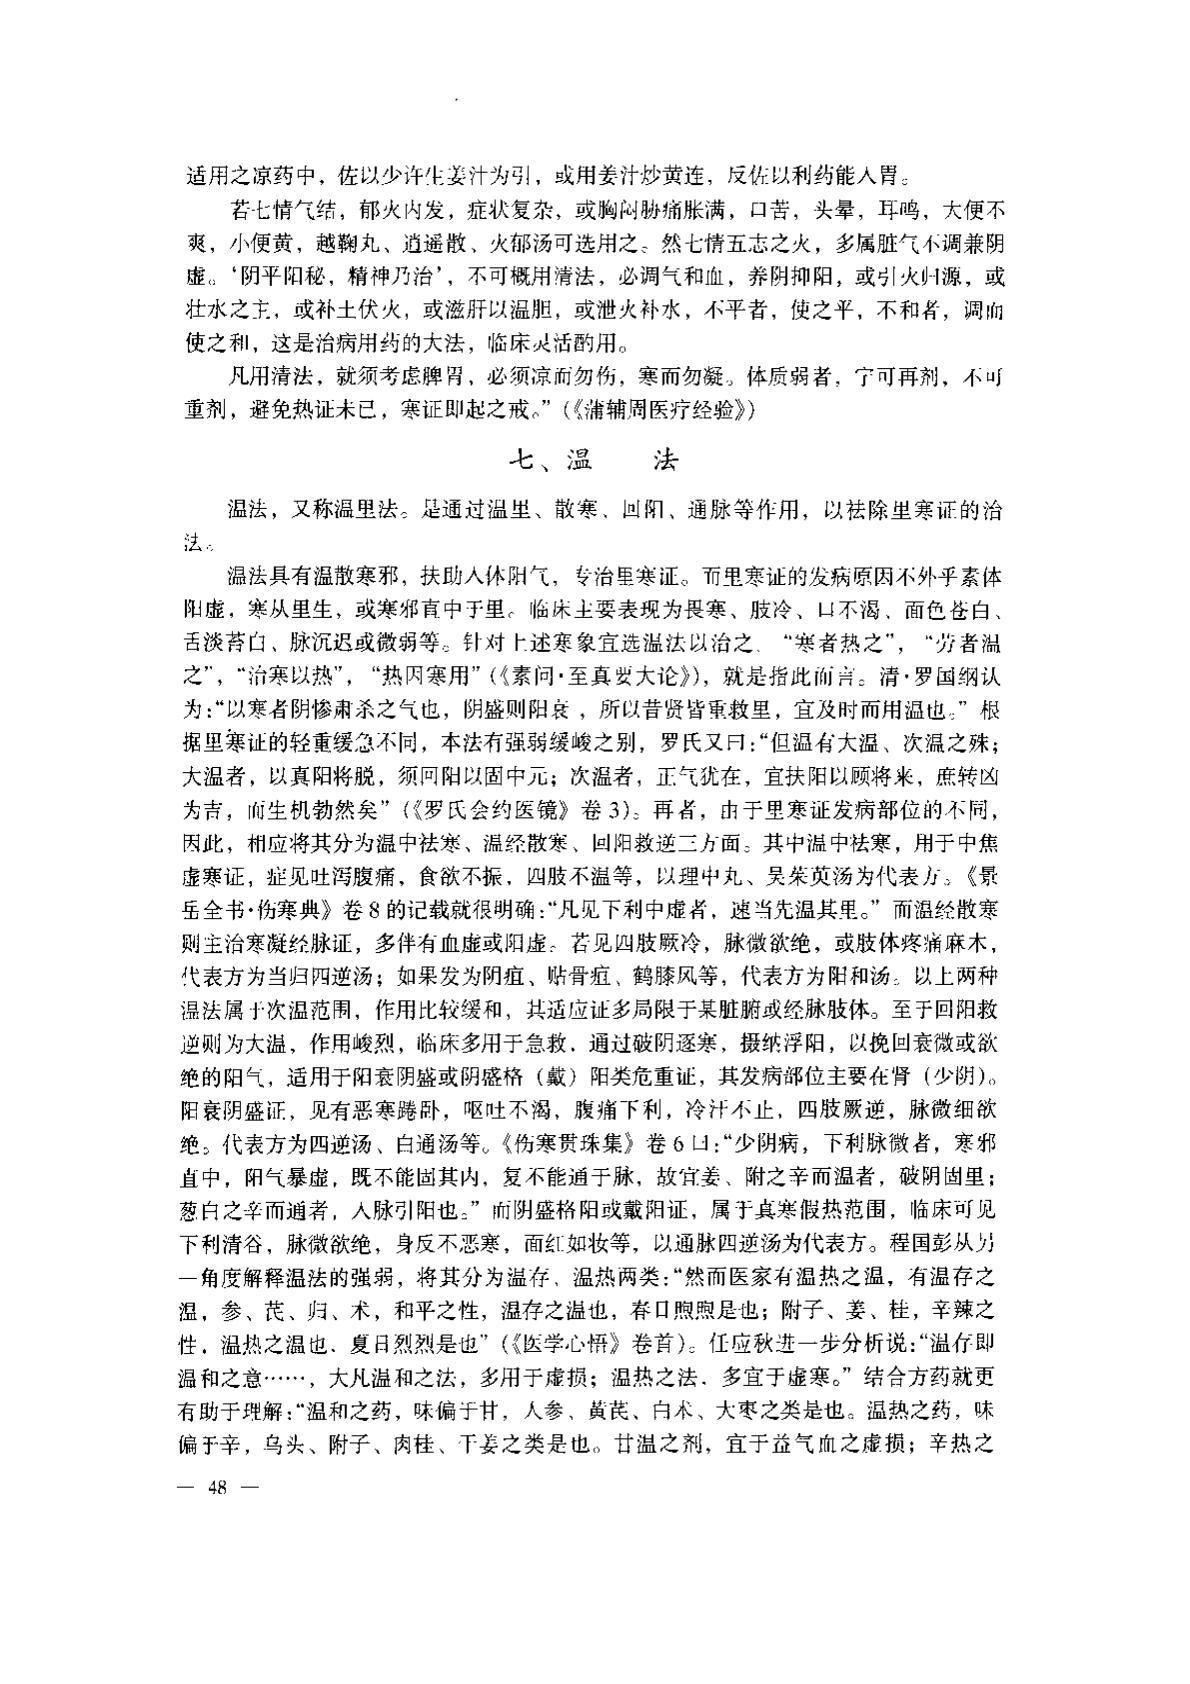 适用之凉药中，佐以少许生姜汁为引，或用姜汁炒黄连，反佐以利药能入胃。
若七情气结，郁火内发，症状复杂，或胸闷胁痛胀满，口苦，头晕，耳鸣，大便不
爽，小便黄，越鞠丸、逍遥散、火郁汤可选用之。然七情五志之火，多属脏气不调兼阴
虚。‘阴平阳秘，精神乃治’，不可概用清法，必调气和血，养阴抑阳，或引火归源，或
壮水之主，或补土伏火，或滋肝以温胆，或泄火补水，不平者，使之平，不和者，调而
使之和，这是治病用药的大法，临床灵活酌用。
凡用清法，就须考虑脾胃，必须凉而勿伤，寒而勿凝。体质弱者，宁可再剂，不可
重剂，避免热证未已，寒证即起之戒。”（《蒲辅周医疗经验》）
七、温　　法
温法，又称温里法。是通过温里、散寒、回阳、通脉等作用，以祛除里寒证的治
法。
温法具有温散寒邪，扶助人体阳气，专治里寒证。而里寒证的发病原因不外乎素体
阳虚，寒从里生，或寒邪直中于里。临床主要表现为畏寒、肢冷、口不渴、面色苍白、
舌淡苔白、脉沉迟或微弱等。针对上述寒象宜选温法以治之．“寒者热之”，“劳者温
之”，“治寒以热”，“热因寒用”（《素问·至真要大论》），就是指此而言。清·罗国纲认
为：“以寒者阴惨肃杀之气也，阴盛则阳衰，所以昔贤皆重救里，宜及时而用温也。”根
据里寒证的轻重缓急不同，本法有强弱缓峻之别，罗氏又曰：“但温有大温、次温之殊；
大温者，以真阳将脱，须回阳以固中元；次温者，正气犹在，宜扶阳以顾将来，庶转凶
为吉，而生机勃然矣”（《罗氏会约医镜》卷 3）。再者，由于里寒证发病部位的不同，
因此，相应将其分为温中祛寒、温经散寒、回阳救逆三方面。其中温中祛寒，用于中焦
虚寒证，症见吐泻腹痛，食欲不振，四肢不温等，以理中丸、吴茱萸汤为代表方。《景
岳全书·伤寒典》卷 8 的记载就很明确：“凡见下利中虚者，速当先温其里。”而温经散寒
则主治寒凝经脉证，多伴有血虚或阳虚。若见四肢厥冷，脉微欲绝，或肢体疼痛麻木，
代表方为当归四逆汤；如果发为阴疽、贴骨疽、鹤膝风等，代表方为阳和汤。以上两种
温法属于次温范围，作用比较缓和，其适应证多局限于某脏腑或经脉肢体。至于回阳救
逆则为大温，作用峻烈，临床多用于急救．通过破阴逐寒，摄纳浮阳，以挽回衰微或欲
绝的阳气，适用于阳衰阴盛或阴盛格（戴）阳类危重证，其发病部位主要在肾（少阴）。
阳衰阴盛证，见有恶寒踡卧，呕吐不渴，腹痛下利，冷汗不止，四肢厥逆，脉微细欲
绝。代表方为四逆汤、白通汤等。《伤寒贯珠集》卷 6 曰：“少阴病，下利脉微者，寒邪
直中，阳气暴虚，既不能固其内，复不能通于脉，故宜姜、附之辛而温者，破阴固里；
葱白之辛而通者，入脉引阳也。”而阴盛格阳或戴阳证，属于真寒假热范围，临床可见
下利清谷，脉微欲绝，身反不恶寒，面红如妆等，以通脉四逆汤为代表方。程国彭从另
一角度解释温法的强弱，将其分为温存、温热两类：“然而医家有温热之温，有温存之
温，参、芪、归、术，和平之性，温存之温也，春日煦煦是也；附子、姜、桂，辛辣之
性．温热之温也．夏日烈烈是也”（《医学心悟》卷首）。任应秋进一步分析说：“温存即
温和之意……，大凡温和之法，多用于虚损；温热之法．多宜于虚寒。”结合方药就更
有助于理解：“温和之药，味偏于甘，人参、黄芪、白术、大枣之类是也。温热之药，味
偏于辛，乌头、附子、肉桂、干姜之类是也。甘温之剂，宜于益气血之虚损；辛热之
— 48 —